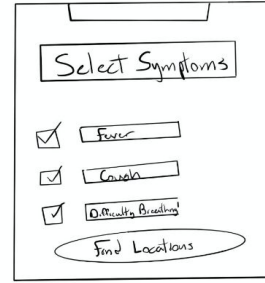 Select Symptoms
Fever
Cough
Difficulty Breathing
Find Locations